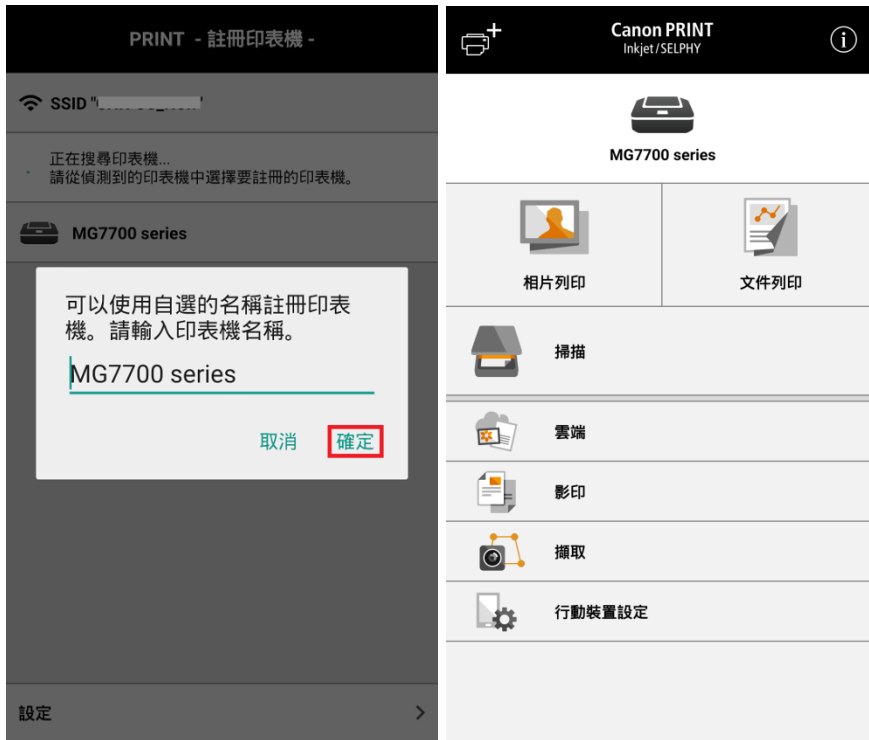 PRINT - 註冊印表機 -
SSID "
正在搜尋印表機...
請從偵測到的印表機中選擇要註冊的印表機。
MG7700 series
可以使用自選的名稱註冊印表
機。請輸入印表機名稱。
MG7700 series
取消 確定
設定
Canon PRINT
Inkjet/SELPHY
MG7700 series
相片列印 文件列印
掃描
雲端
影印
擷取
行動裝置設定